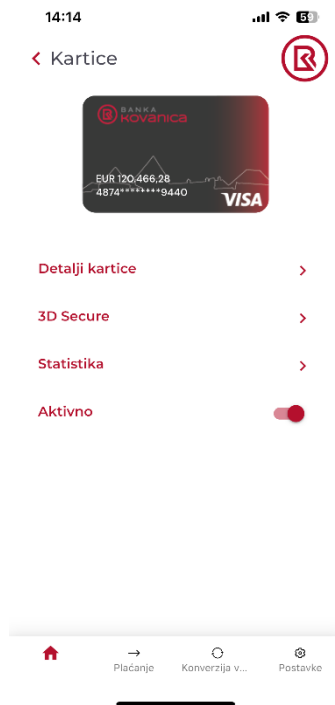 14:14
59
Kartice
BANKA
kovanica
EUR 120,466,28
4874********9440
VISA
Detalji kartice
3D Secure
Statistika
Aktivno
Plaćanje
Konverzija v...
Postavke